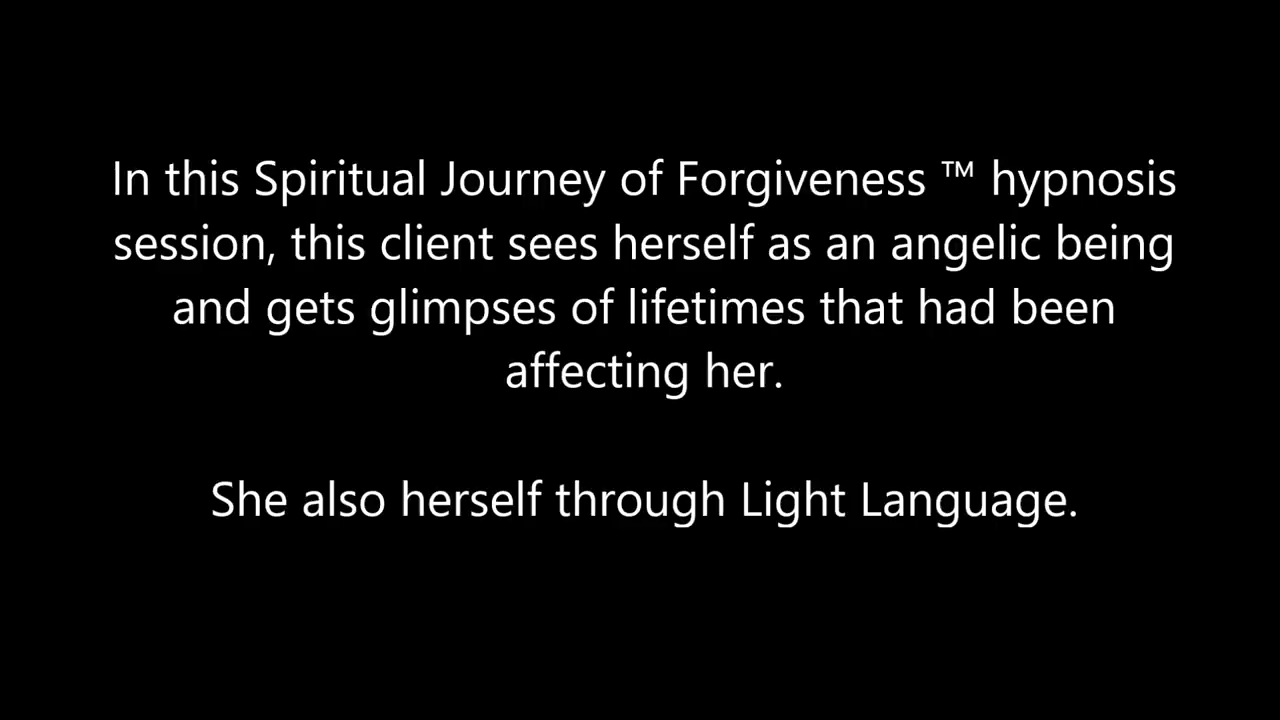 In this Spiritual Journey of Forgiveness ™ hypnosis
session, this client sees herself as an angelic being
and gets glimpses of lifetimes that had been
affecting her.
She also herself through Light Language.